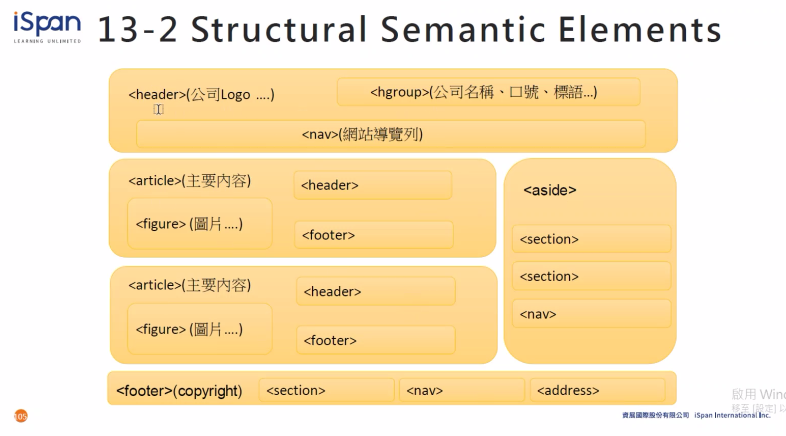 iSpan
LEARNING UNLIMITED
13-2 Structural Semantic Elements
<header>(公司Logo ....)
<hgroup>(公司名稱、口號、標語...)
<nav>(網站導覽列)
<article>(主要內容)
<header>
<figure> (圖片....)
<footer>
<article>(主要內容)
<header>
<figure> (圖片....)
<footer>
<aside>
<section>
<section>
<nav>
<footer>(copyright)
<section>
<nav>
<address>
105
資展國際股份有限公司 iSpan International Inc.
啟用 Win
移至 [設定] 以